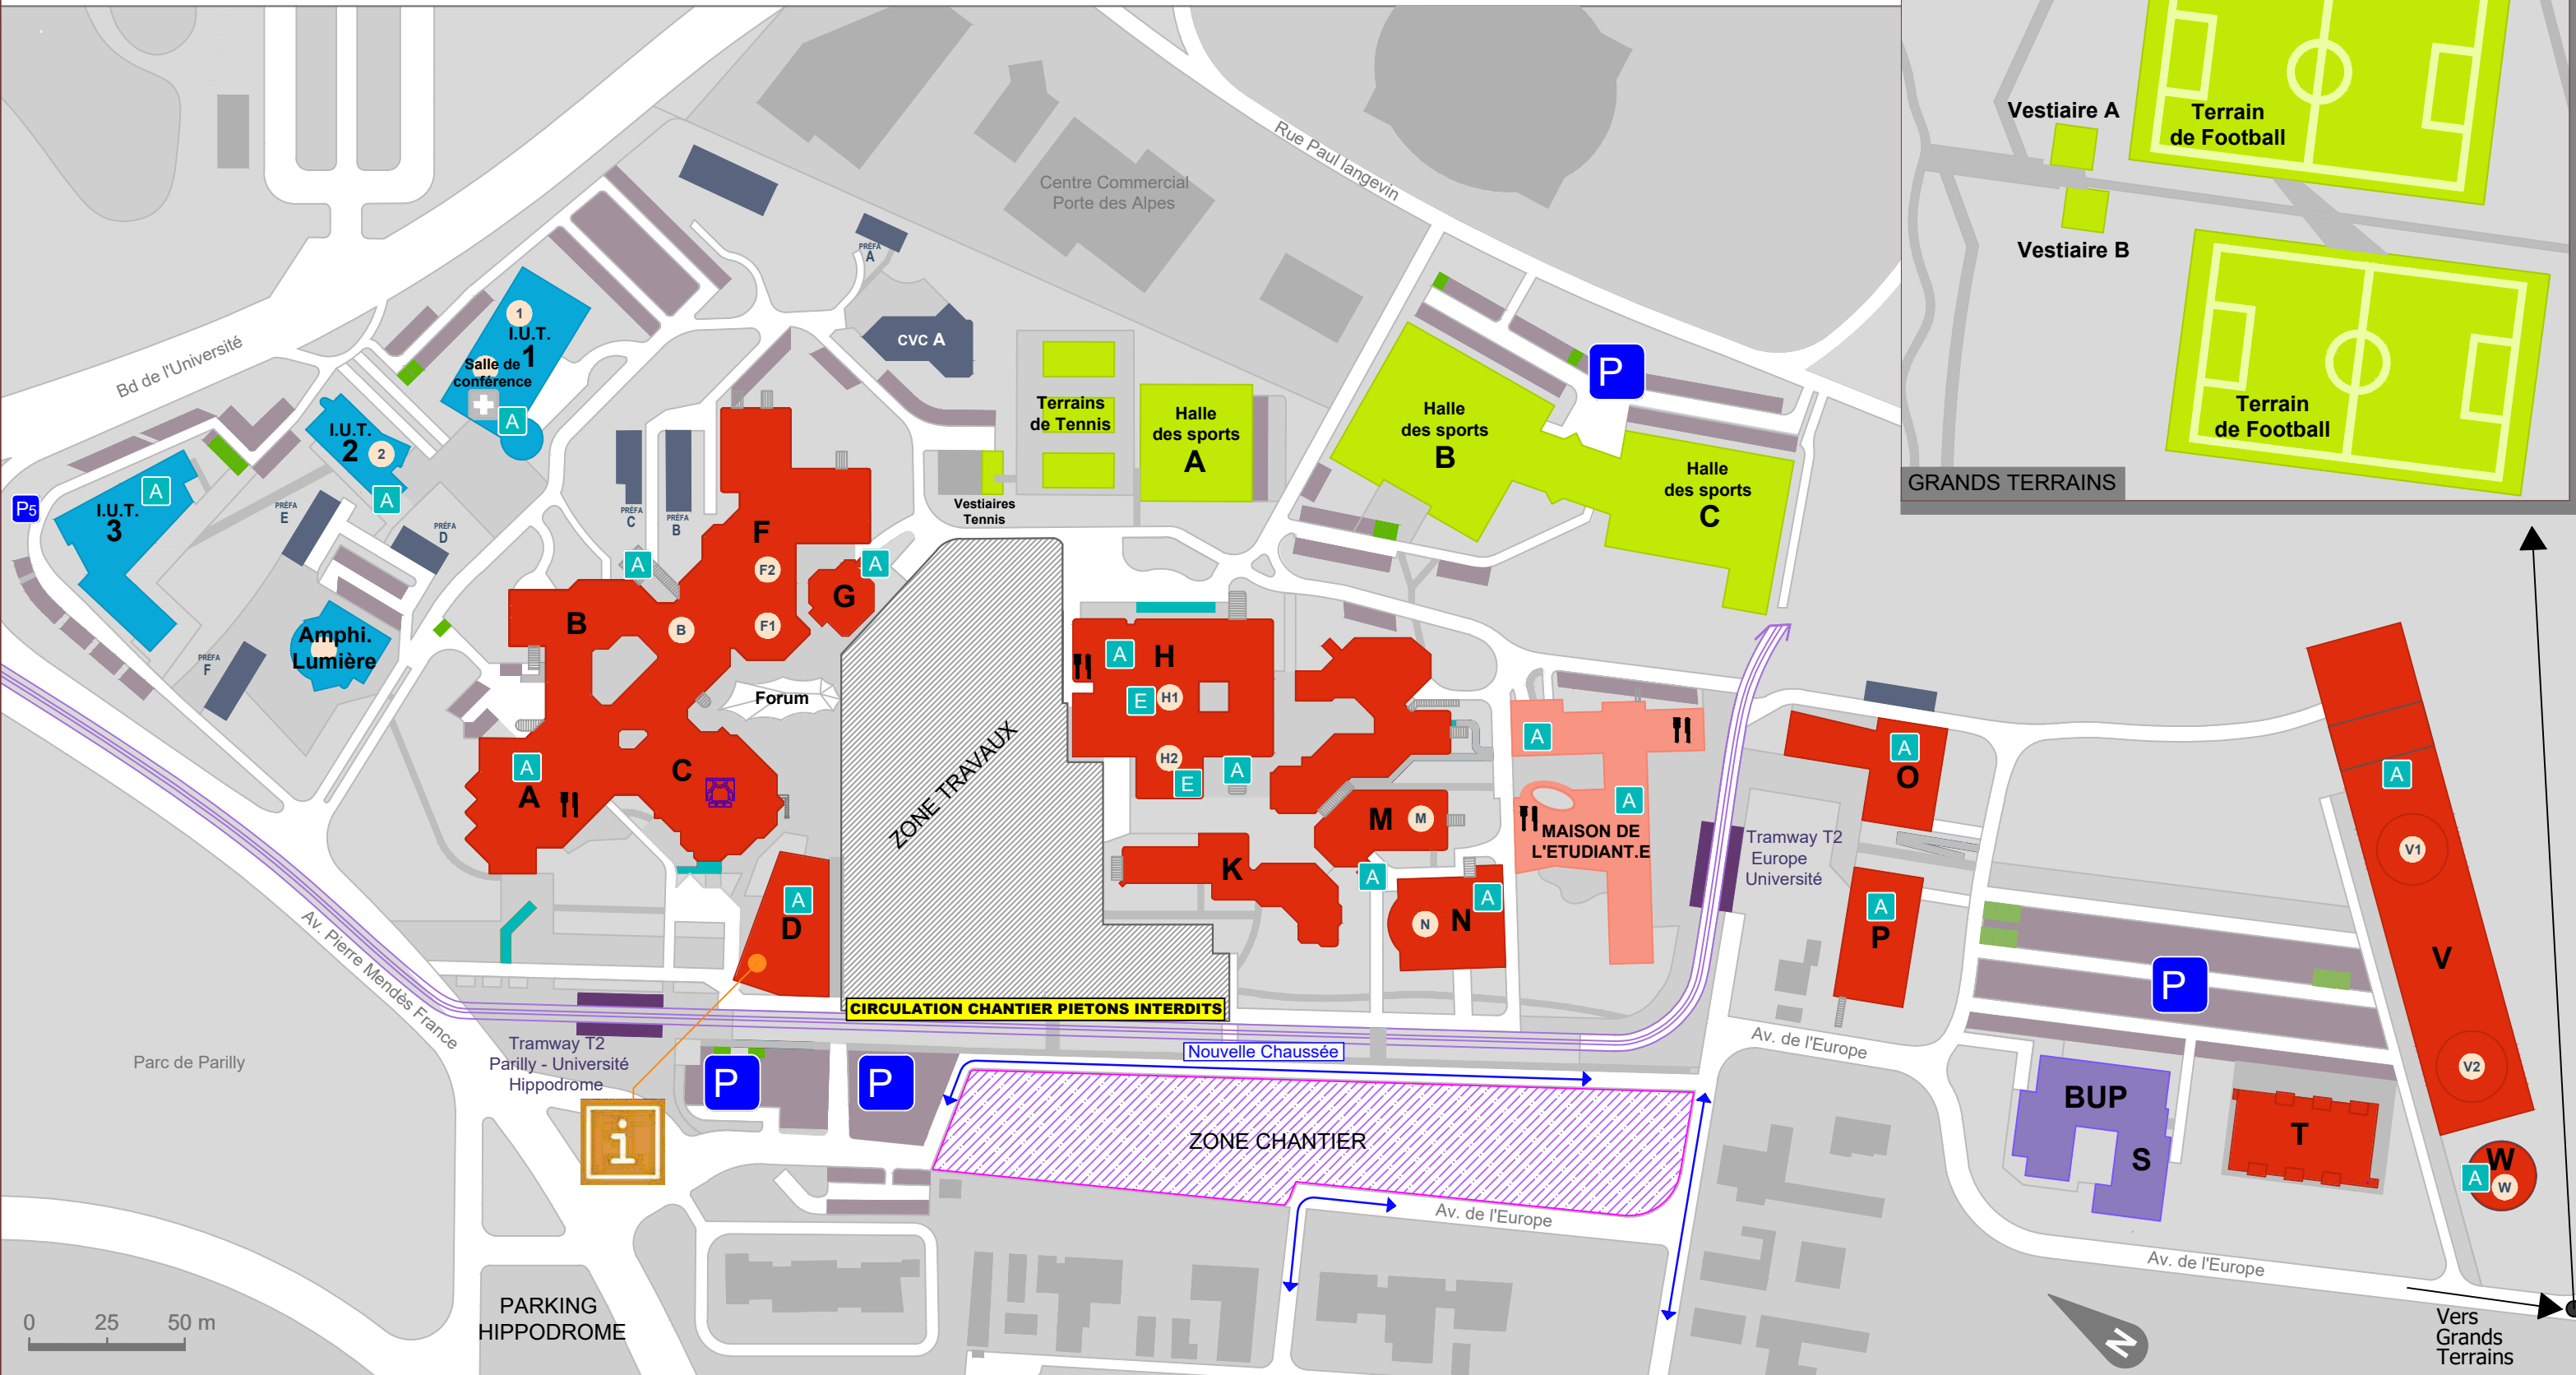 Rue Paul langevin
Centre Commercial
Porte des Alpes
Bd de l'Université
PRÉFA
A
CVC A
1
I.U.T.
1
Salle de
conférence
A
I.U.T.
2
2
A
I.U.T.
3
A
P5
PRÉFA
E
PRÉFA
D
PRÉFA
F
Amphi.
Lumière
PRÉFA
C
PRÉFA
B
Terrains
de Tennis
Vestiaires
Tennis
Halle
des sports
A
Halle
des sports
B
Halle
des sports
C
P
Vestiaire A
Vestiaire B
Terrain
de Football
Terrain
de Football
GRANDS TERRAINS
F
F2
F1
A
G
A
B
B
Forum
C
A
A
D
A
ZONE TRAVAUX
CIRCULATION CHANTIER PIETONS INTERDITS
A
H
E
H1
H2
E
A
M
M
K
A
N
N
A
A
A
MAISON DE
L'ETUDIANT.E
Tramway T2
Europe
Université
A
O
A
P
A
V1
V
V2
P
BUP
S
T
W
A
W
Av. Pierre Mendès France
Parc de Parilly
Tramway T2
Parilly - Université
Hippodrome
i
P
P
Nouvelle Chaussée
ZONE CHANTIER
Av. de l'Europe
Av. de l'Europe
Av. de l'Europe
PARKING
HIPPODROME
0 25 50 m
N
Vers
Grands
Terrains